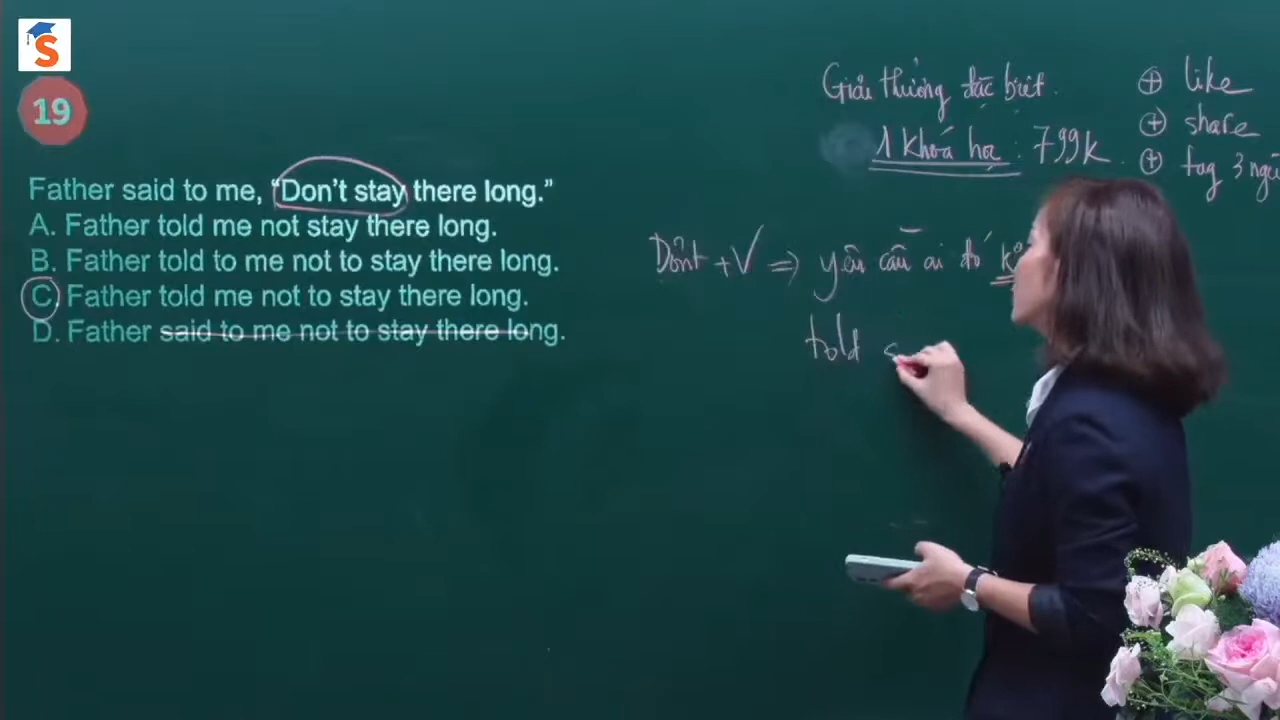 S
19
Father said to me, “Don’t stay there long.”
A. Father told me not stay there long.
B. Father told to me not to stay there long.
C. Father told me not to stay there long.
D. Father said to me not to stay there long.
Giải thưởng đặc biệt.
1 khoá học : 799k.
+ like
+ share
+ tag 3
Don't + V => yêu cầu ai đó
told